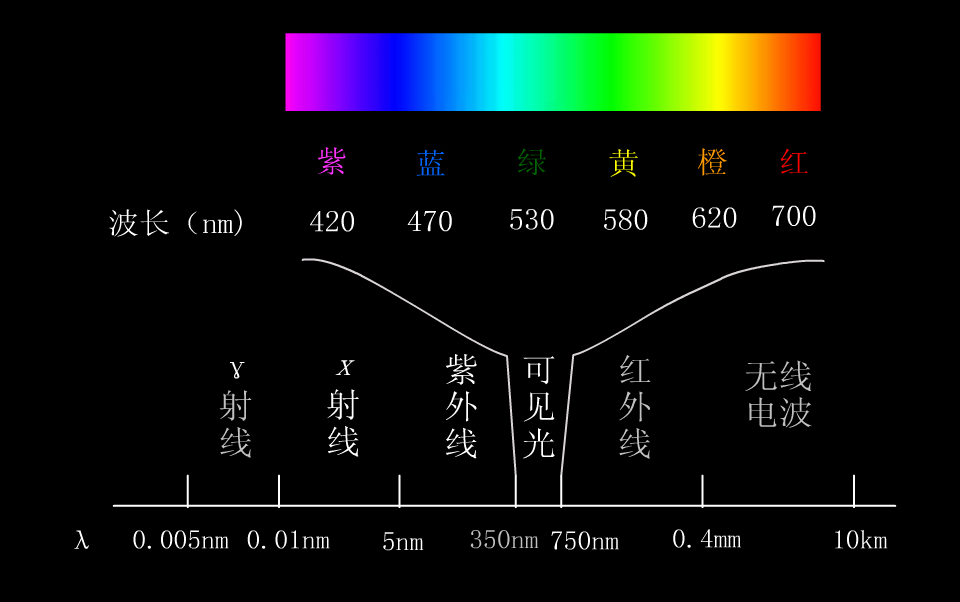 紫 蓝 绿 黄 橙 红
波长（nm) 420 470 530 580 620 700
γ射线 X射线 紫外线 可见光 红外线 无线电波
λ 0.005nm 0.01nm 5nm 350nm 750nm 0.4mm 10km